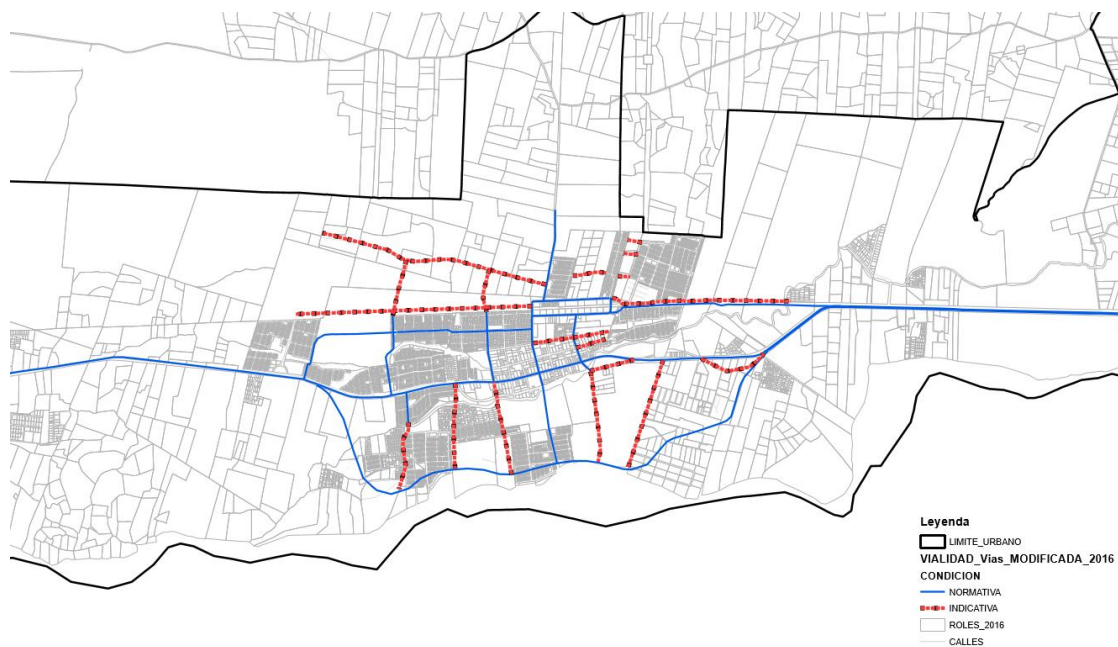 Leyenda
LIMITE_URBANO
VIALIDAD_Vias_MODIFICADA_2016
CONDICION
NORMATIVA
INDICATIVA
ROLES_2016
CALLES